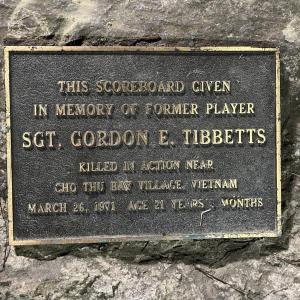 THIS SCOREBOARD GIVEN
IN MEMORY OF FORMER PLAYER
SGT. GORDON E. TIBBETTS
KILLED IN ACTION NEAR
CHO THU BAW VILLAGE, VIETNAM
MARCH 26, 1971 AGE 21 YEARS MONTHS